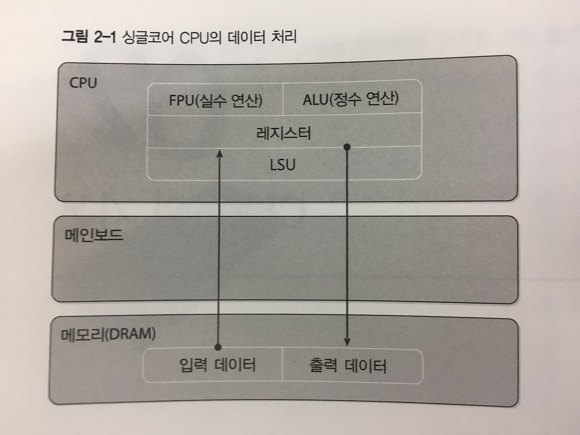 그림 2-1 싱글코어 CPU의 데이터 처리
CPU
FPU(실수 연산) ALU(정수 연산)
레지스터
LSU
메인보드
메모리(DRAM)
입력 데이터 출력 데이터